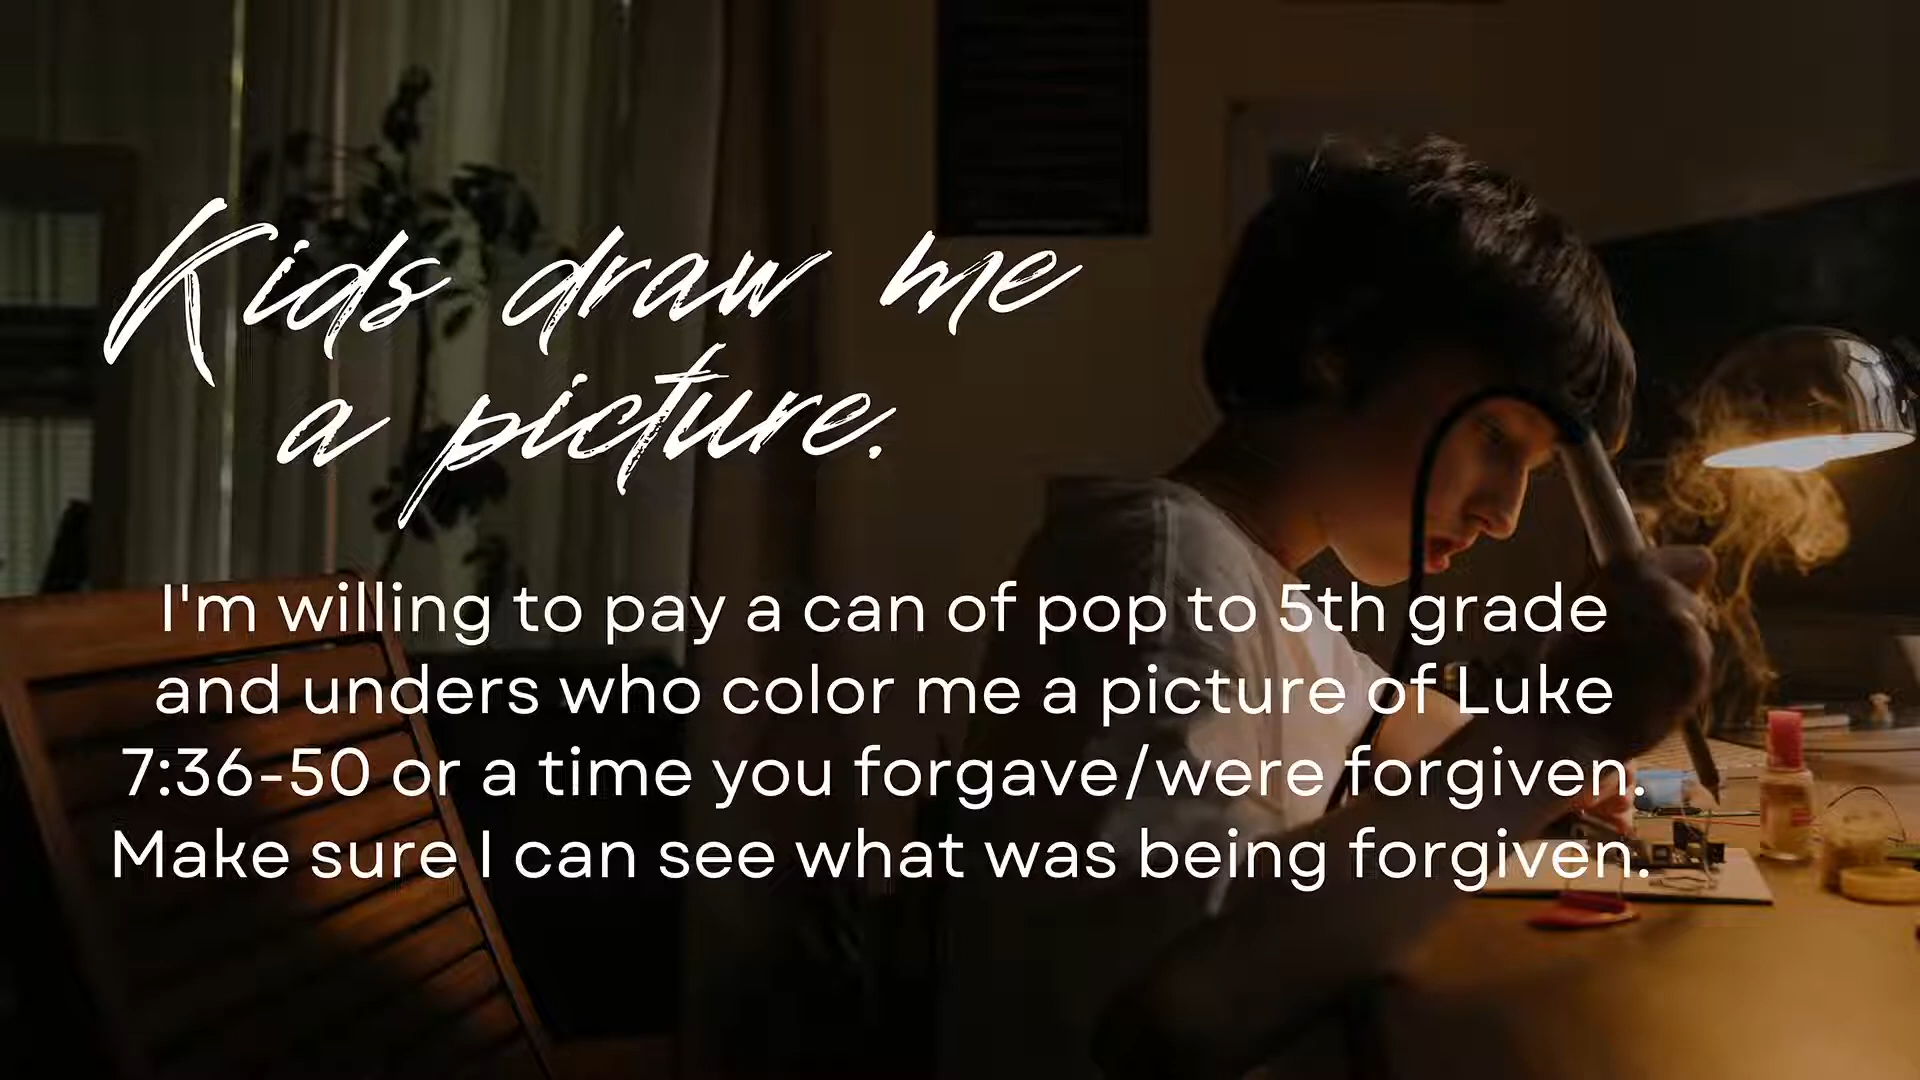 Kids draw me
a picture.
I'm willing to pay a can of pop to 5th grade
and unders who color me a picture of Luke
7:36-50 or a time you forgave/were forgiven.
Make sure I can see what was being forgiven.